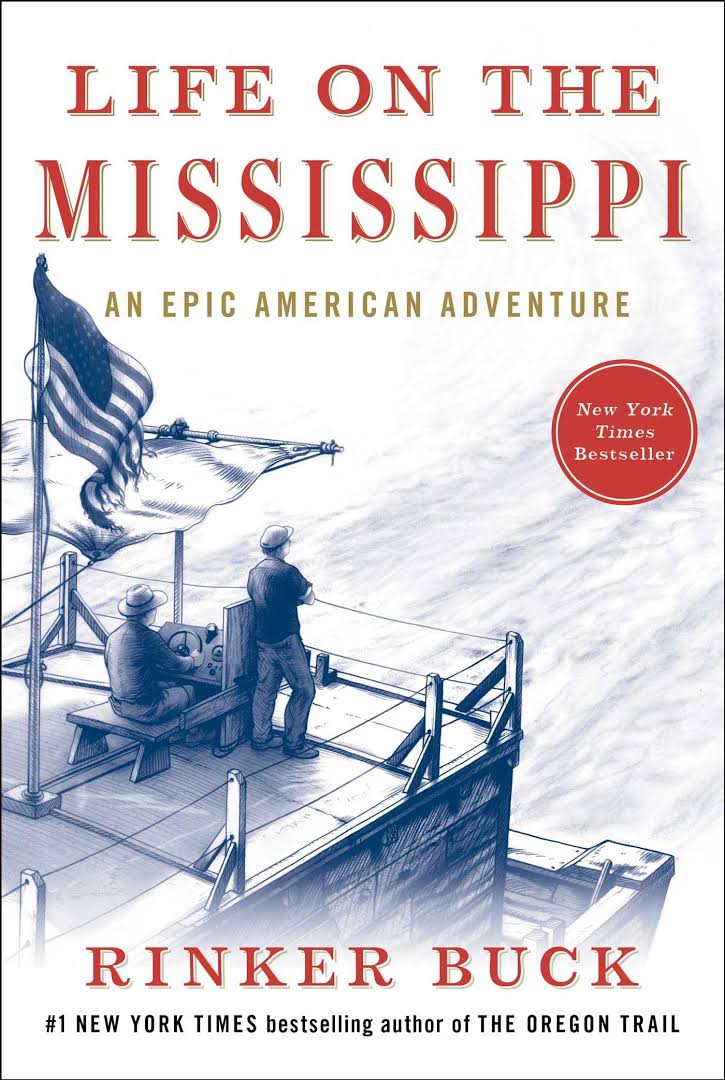 LIFE ON THE
MISSISSIPPI
AN EPIC AMERICAN ADVENTURE
New York
Times
Bestseller
RINKER BUCK
#1 NEW YORK TIMES bestselling author of THE OREGON TRAIL